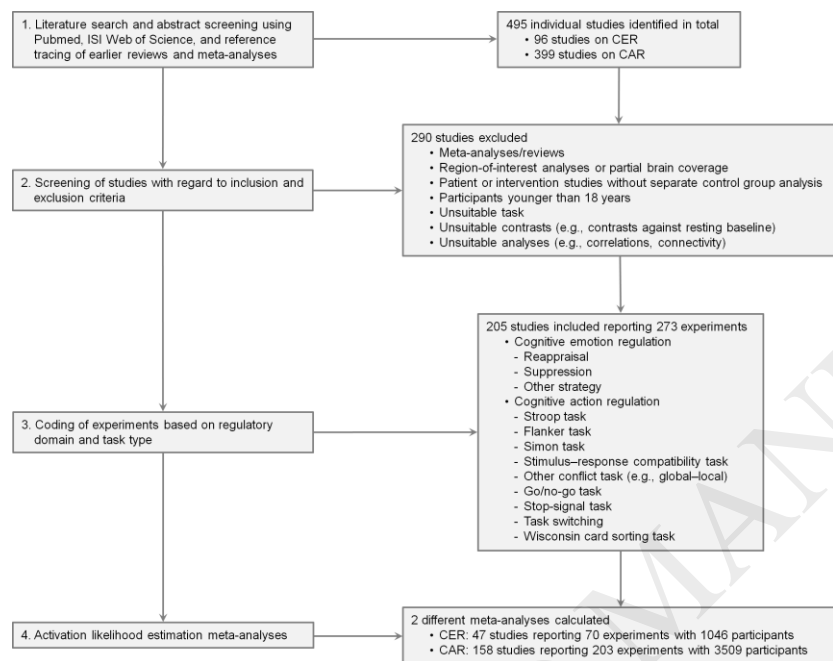 1. Literature search and abstract screening using
Pubmed, ISI Web of Science, and reference
tracing of earlier reviews and meta-analyses
495 individual studies identified in total
• 96 studies on CER
• 399 studies on CAR
290 studies excluded
• Meta-analyses/reviews
• Region-of-interest analyses or partial brain coverage
• Patient or intervention studies without separate control group analysis
• Participants younger than 18 years
• Unsuitable task
• Unsuitable contrasts (e.g., contrasts against resting baseline)
• Unsuitable analyses (e.g., correlations, connectivity)
2. Screening of studies with regard to inclusion and
exclusion criteria
205 studies included reporting 273 experiments
• Cognitive emotion regulation
- Reappraisal
- Suppression
- Other strategy
• Cognitive action regulation
- Stroop task
- Flanker task
- Simon task
- Stimulus–response compatibility task
- Other conflict task (e.g., global–local)
- Go/no-go task
- Stop-signal task
- Task switching
- Wisconsin card sorting task
3. Coding of experiments based on regulatory
domain and task type
4. Activation likelihood estimation meta-analyses
2 different meta-analyses calculated
• CER: 47 studies reporting 70 experiments with 1046 participants
• CAR: 158 studies reporting 203 experiments with 3509 participants